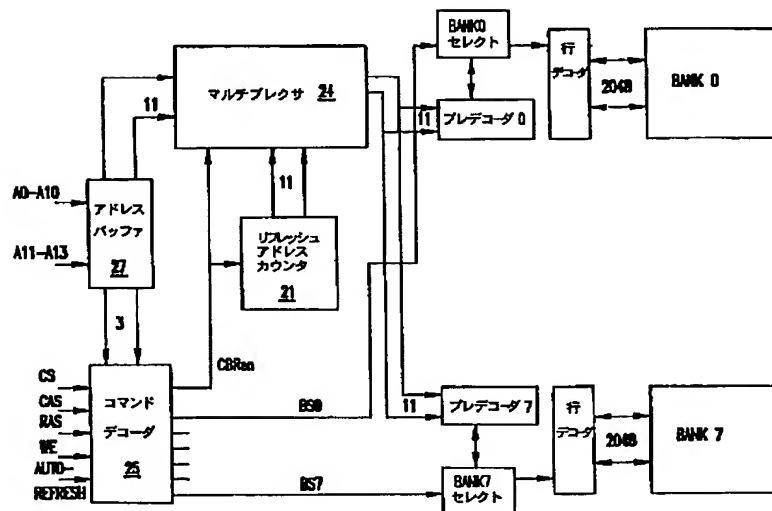 BANK0
セレクト
行
デコーダ
2048
BANK 0
マルチプレクサ
24
11
11
プレデコーダ 0
A0-A10
アドレス
バッファ
A11-A13
27
11
リフレッシュ
アドレス
カウンタ
21
3
CBRen
CS
CAS
RAS
WE
AUTO-
REFRESH
コマンド
デコーダ
25
BS0
BS7
11
プレデコーダ 7
BANK7
セレクト
行
デコーダ
2048
BANK 7